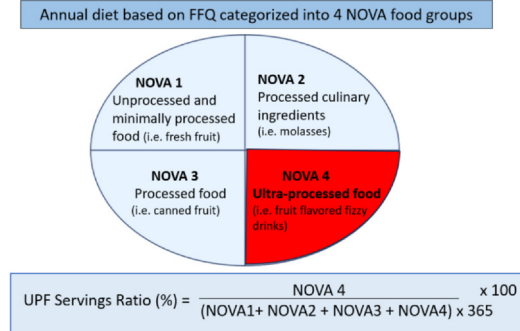 Annual diet based on FFQ categorized into 4 NOVA food groups
NOVA 1
Unprocessed and
minimally processed
food (i.e. fresh fruit)
NOVA 2
Processed culinary
ingredients
(i.e. molasses)
NOVA 3
Processed food
(i.e. canned fruit)
NOVA 4
Ultra-processed food
(i.e. fruit flavored fizzy
drinks)
UPF Servings Ratio (%) = NOVA 4 x 100
(NOVA1+ NOVA2 + NOVA3 + NOVA4) x 365